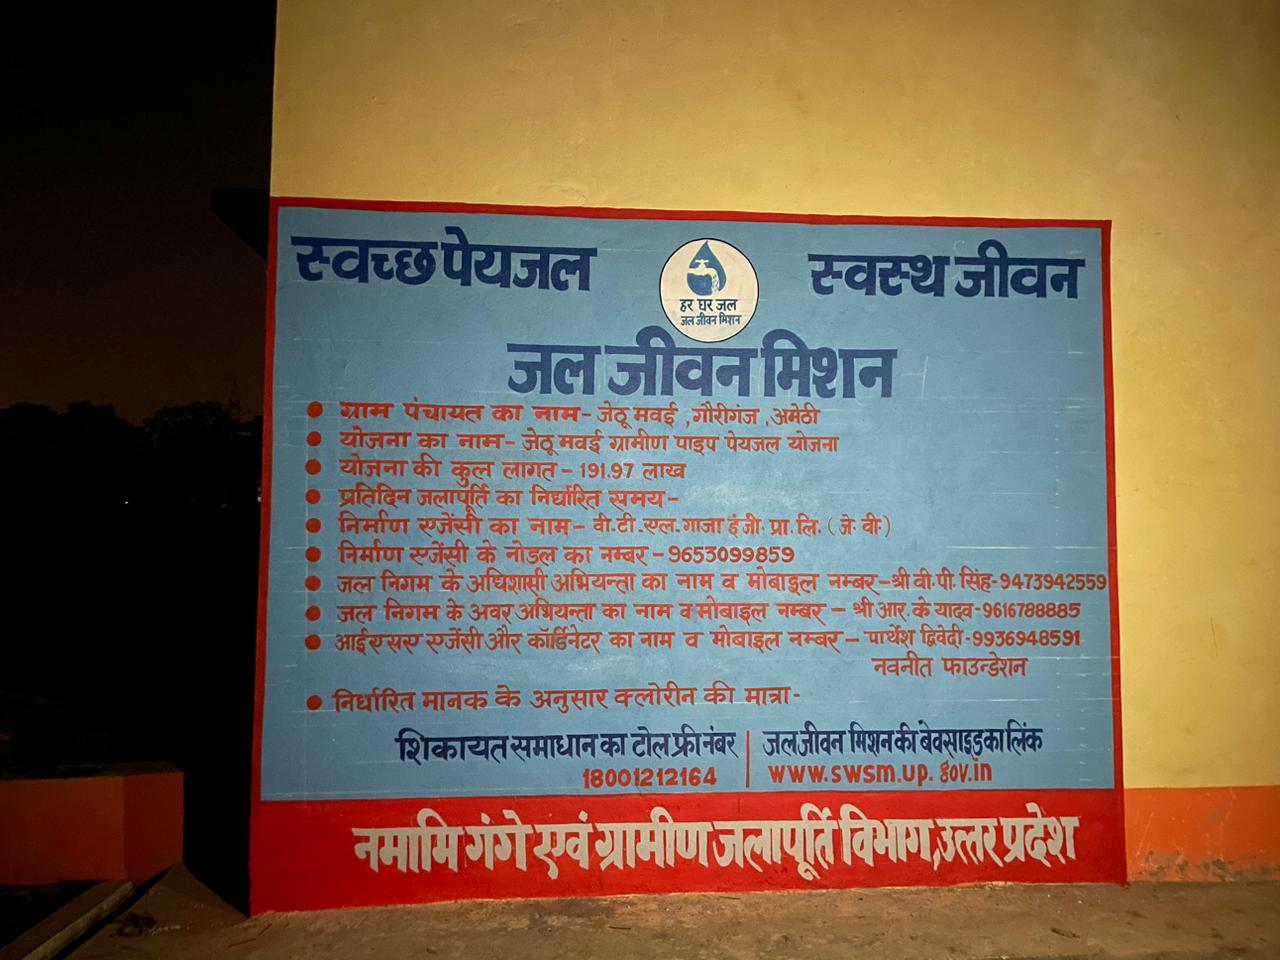 स्वच्छ पेयजल
हर घर जल
जल जीवन मिशन
स्वस्थ जीवन
जल जीवन मिशन
ग्राम पंचायत का नाम- जेठू मवई ,गौरीगंज ,अमेठी
योजना का नाम- जेठू मवई ग्रामीण पाइप पेयजल योजना
योजना की कुल लागत - 191.97 लाख
प्रतिदिन जलापूर्ति का निर्धारित समय-
निर्माण एजेंसी का नाम- वी.टी.एल.गाजा इं.जी. प्रा.लि.(जे.वी.)
निर्माण एजेंसी के नोडल का नम्बर - 9653099859
जल निगम के अधिशासी अभियन्ता का नाम व मोबाइल नम्बर-श्री वी.पी. सिंह-9473942559
जल निगम के अवर अभियन्ता का नाम व मोबाइल नम्बर - श्री आर.के यादव-9616788885
आईएसए एजेंसी और कॉर्डिनेटर का नाम व मोबाइल नम्बर- पार्थेश द्विवेदी-9936948591
नवनीत फाउन्डेशन
निर्धारित मानक के अनुसार क्लोरीन की मात्रा-
शिकायत समाधान का टोल फ्री नंबर
18001212164
जल जीवन मिशन की बेवसाइड का लिंक
www.swsm.up.gov.in
नमामि गंगे एवं ग्रामीण जलापूर्ति विभाग,उत्तर प्रदेश